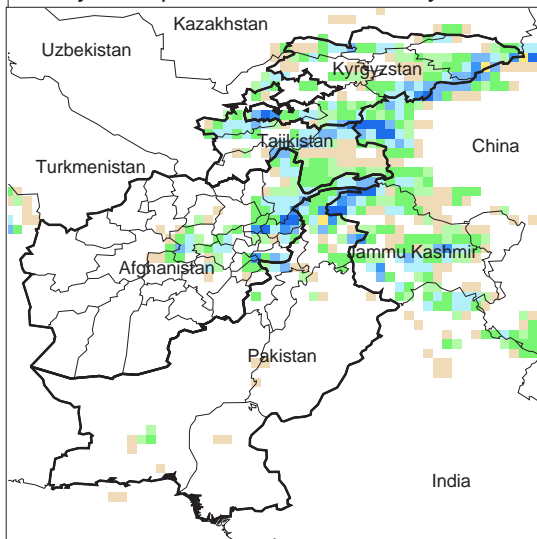 Kazakhstan
Uzbekistan
Kyrgyzstan
Tajikistan
China
Turkmenistan
Jammu Kashmir
Afghanistan
Pakistan
India